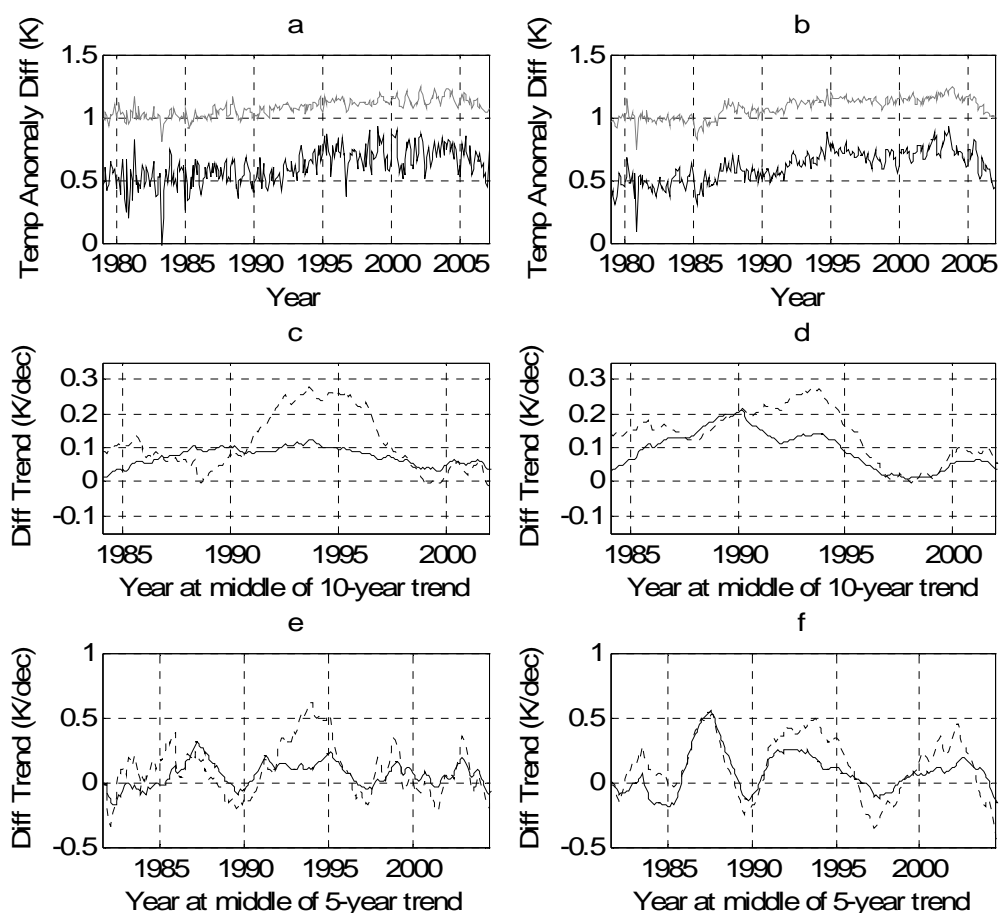 a
Temp Anomaly Diff (K)
1.5
1
0.5
0
1980 1985 1990 1995 2000 2005
Year
b
Temp Anomaly Diff (K)
1.5
1
0.5
0
1980 1985 1990 1995 2000 2005
Year
c
Diff Trend (K/dec)
0.3
0.2
0.1
0
-0.1
1985 1990 1995 2000
Year at middle of 10-year trend
d
Diff Trend (K/dec)
0.3
0.2
0.1
0
-0.1
1985 1990 1995 2000
Year at middle of 10-year trend
e
Diff Trend (K/dec)
1
0.5
0
-0.5
1985 1990 1995 2000
Year at middle of 5-year trend
f
Diff Trend (K/dec)
1
0.5
0
-0.5
1985 1990 1995 2000
Year at middle of 5-year trend